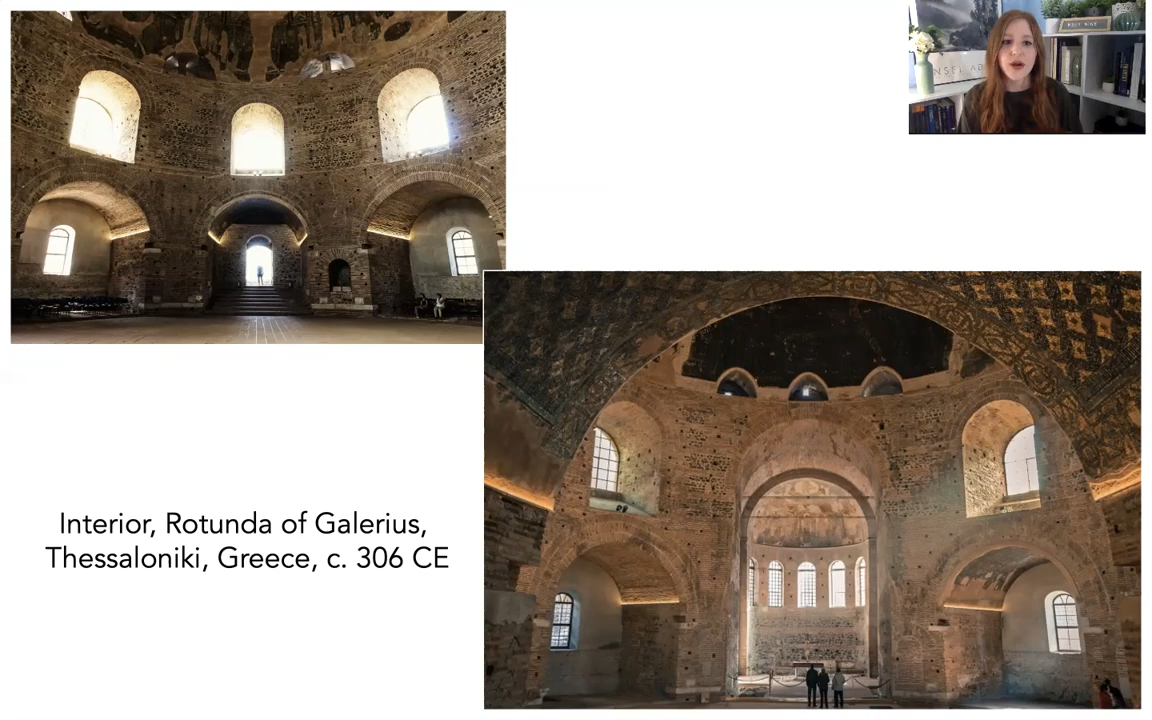 Interior, Rotunda of Galerius,
Thessaloniki, Greece, c. 306 CE